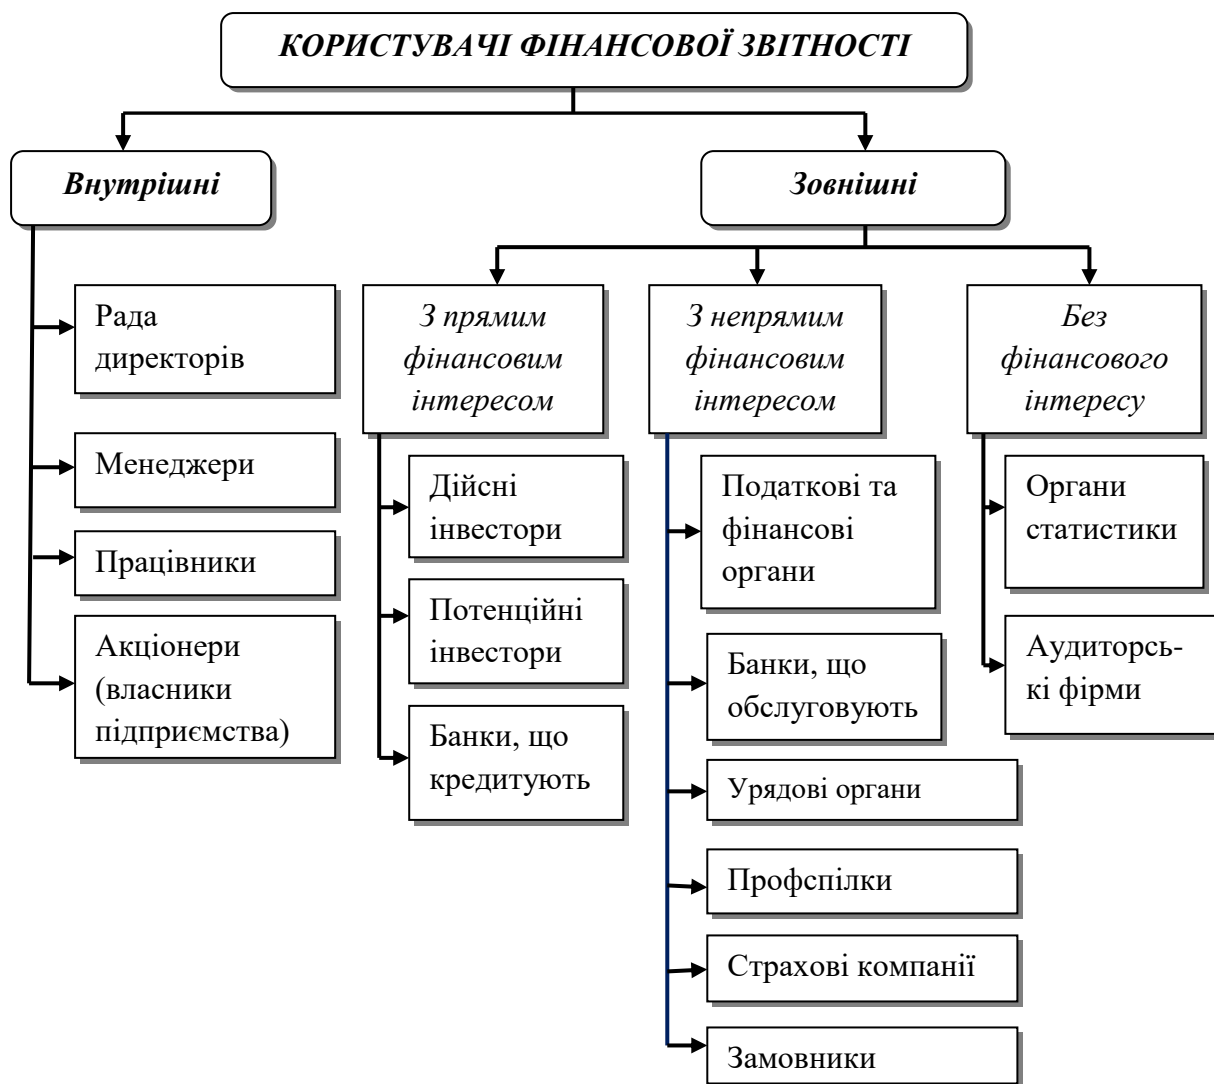 КОРИСТУВАЧІ ФІНАНСОВОЇ ЗВІТНОСТІ
Внутрішні
Зовнішні
Рада
директорів
Менеджери
Працівники
Акціонери
(власники
підприємства)
З прямим
фінансовим
інтересом
Дійсні
інвестори
Потенційні
інвестори
Банки, що
кредитують
З непрямим
фінансовим
інтересом
Податкові та
фінансові
органи
Банки, що
обслуговують
Урядові органи
Профспілки
Страхові компанії
Замовники
Без
фінансового
інтересу
Органи
статистики
Аудиторсь-
кі фірми